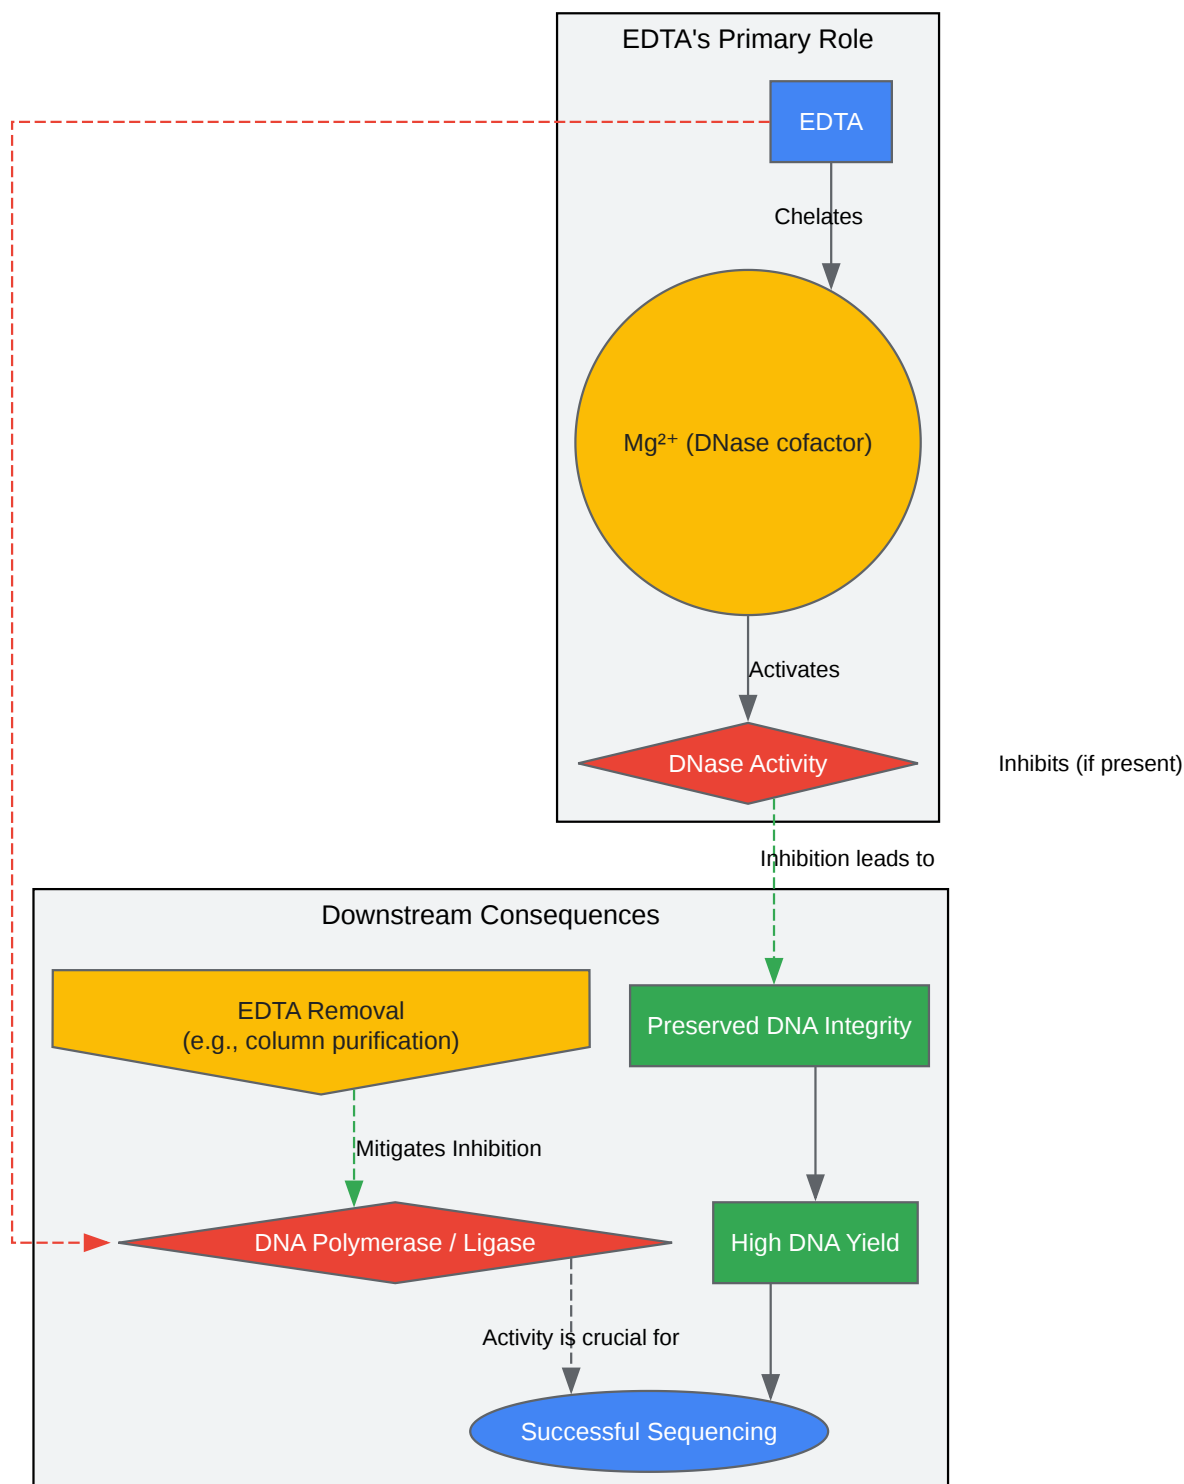 EDTA's Primary Role
EDTA
Chelates
Mg²⁺ (DNase cofactor)
Activates
DNase Activity
Inhibits (if present)
Inhibition leads to
Downstream Consequences
EDTA Removal
(e.g., column purification)
Preserved DNA Integrity
Mitigates Inhibition
DNA Polymerase / Ligase
High DNA Yield
Activity is crucial for
Successful Sequencing